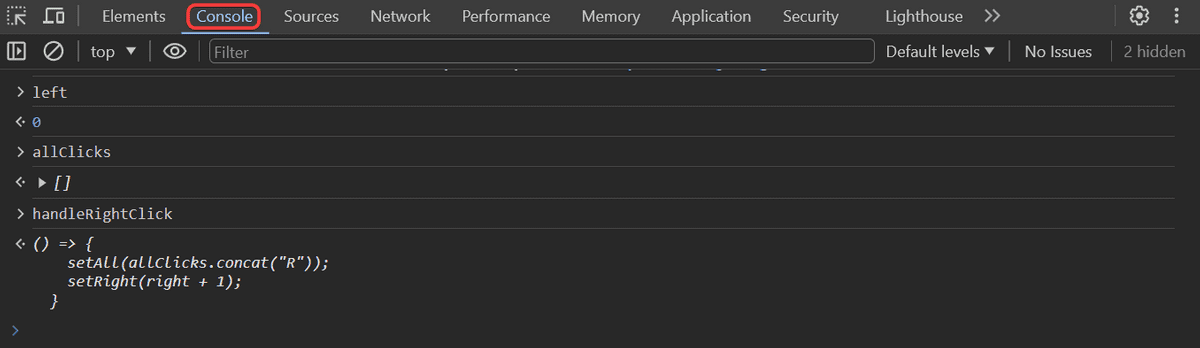 Elements Console Sources Network Performance Memory Application Security Lighthouse
top Filter Default levels No Issues 2 hidden
> left
0
> allClicks
[]
> handleRightClick
() => {
setAll(allClicks.concat("R"));
setRight(right + 1);
}
>